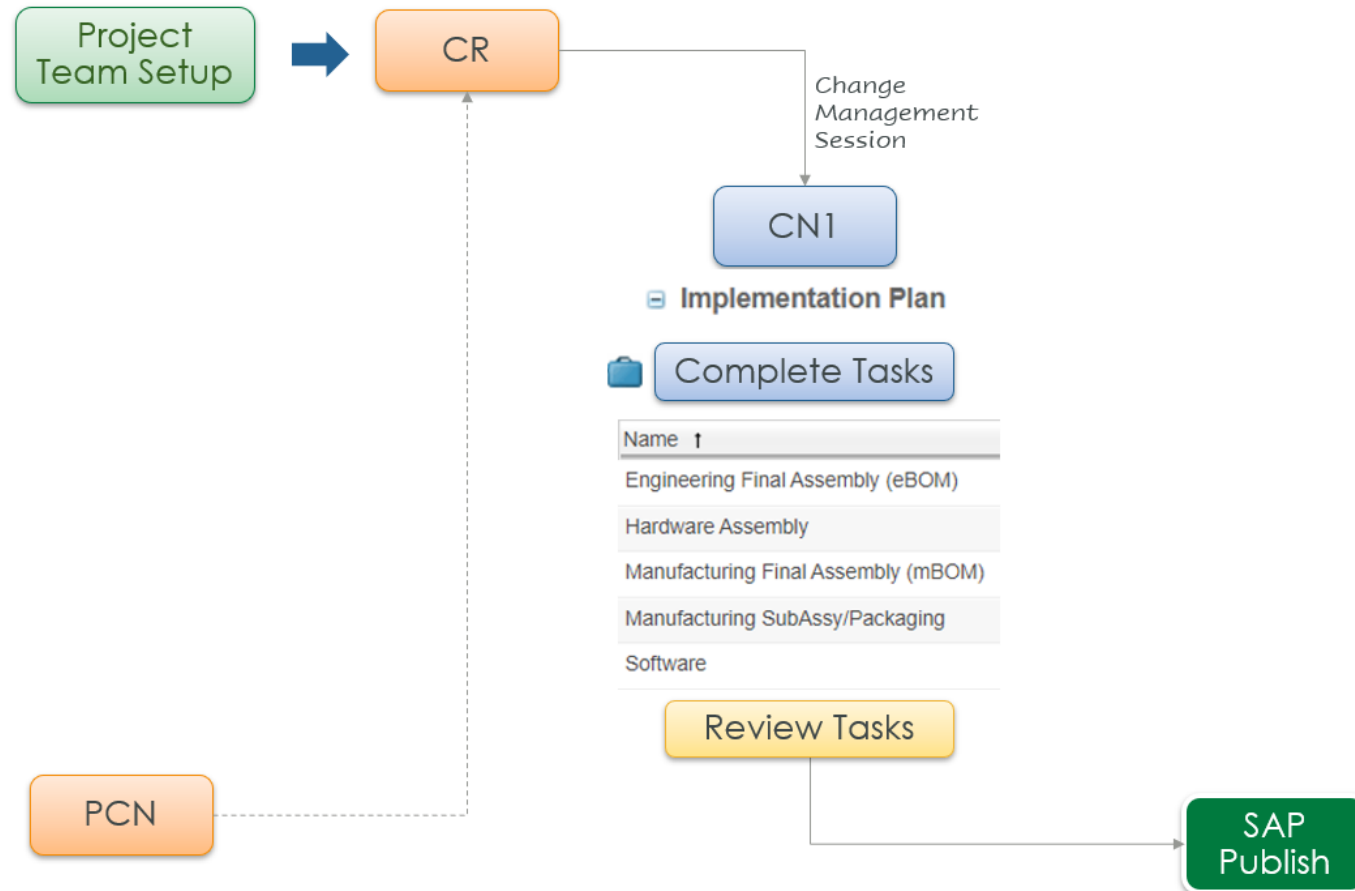 Project
Team Setup
CR
Change
Management
Session
CN1
Implementation Plan
Complete Tasks
Name ↑
Engineering Final Assembly (eBOM)
Hardware Assembly
Manufacturing Final Assembly (mBOM)
Manufacturing SubAssy/Packaging
Software
Review Tasks
PCN
SAP
Publish